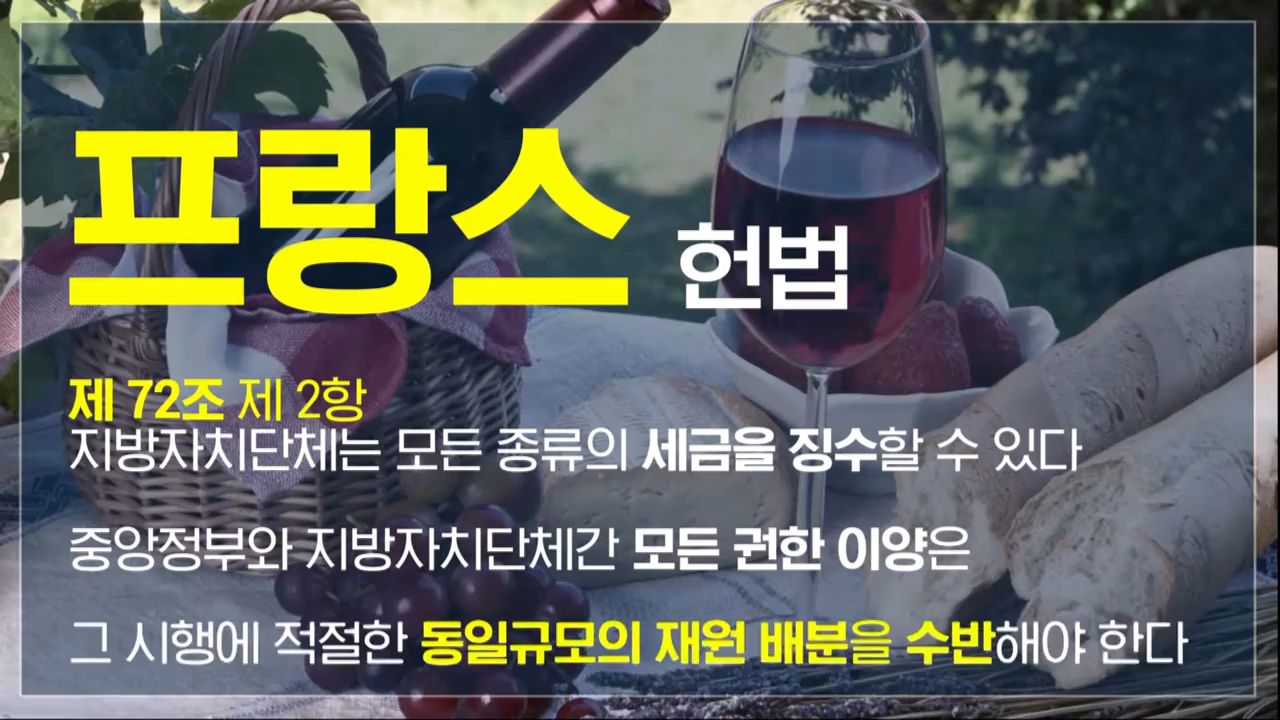 프랑스 헌법
제 72조 제 2항
지방자치단체는 모든 종류의 세금을 징수할 수 있다
중앙정부와 지방자치단체간 모든 권한 이양은
그 시행에 적절한 동일규모의 재원 배분을 수반해야 한다